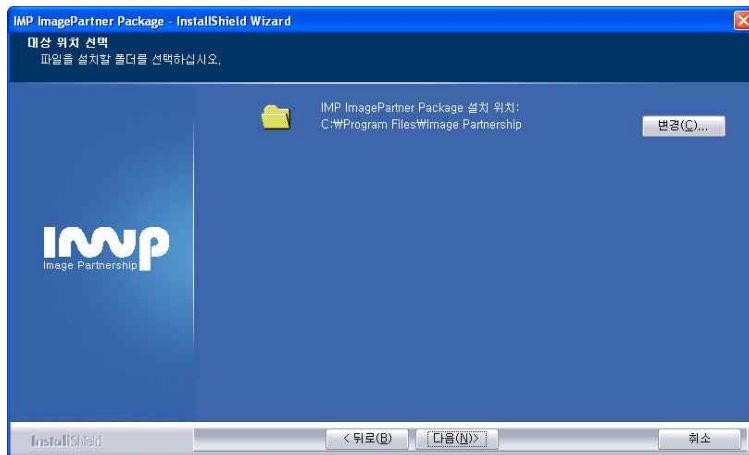 IMP ImagePartner Package - InstallShield Wizard
대상 위치 선택
파일을 설치할 폴더를 선택하십시오.
IMP ImagePartner Package 설치 위치:
C:₩Program Files₩Image Partnership
변경(C)...
IMP
Image Partnership
InstallShield
< 뒤로(B)
다음(N)>
취소